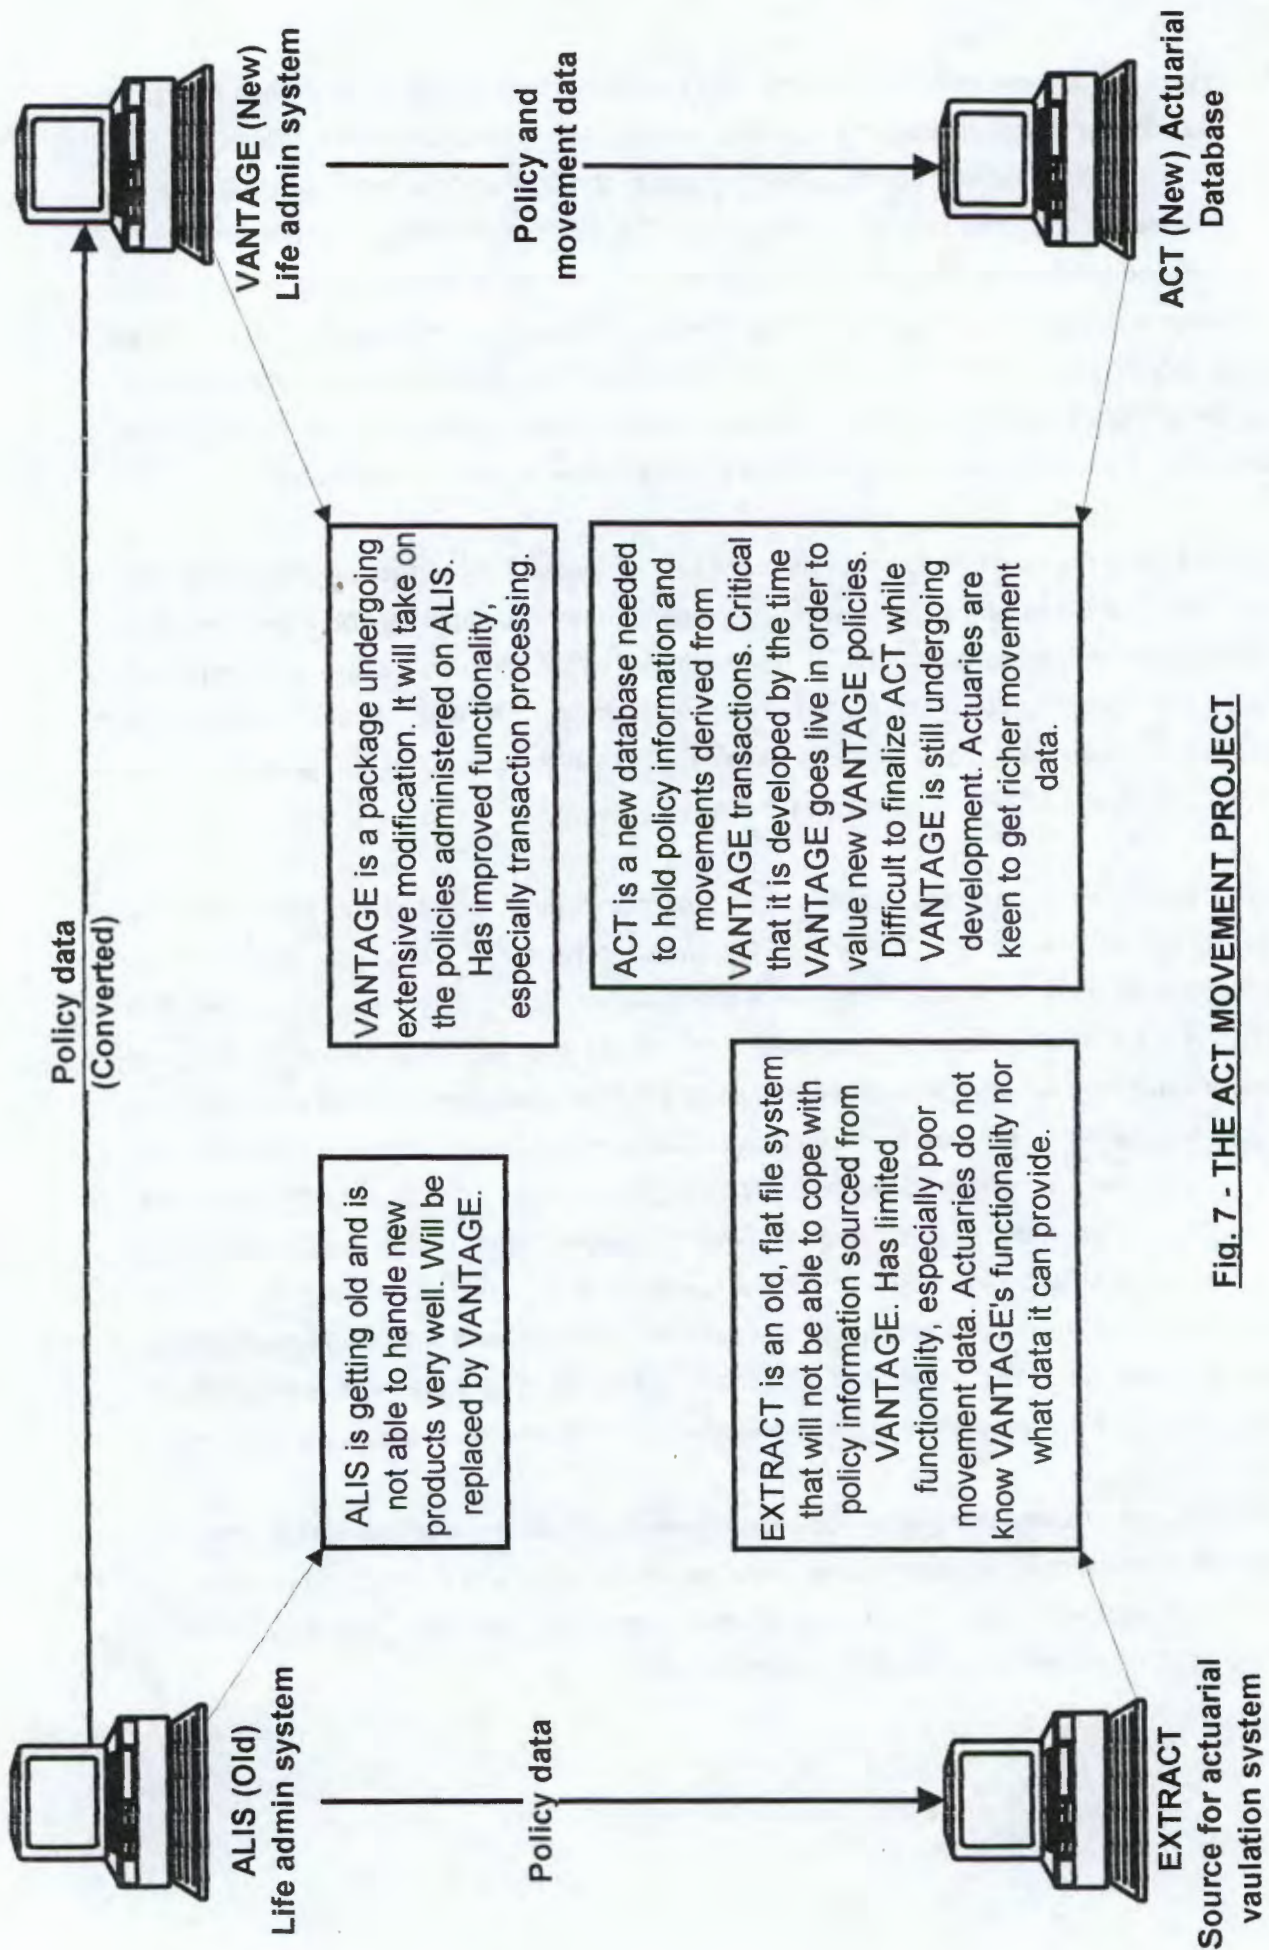 Policy data
(Converted)
ALIS (Old)
Life admin system
VANTAGE (New)
Life admin system
ALIS is getting old and is
not able to handle new
products very well. Will be
replaced by VANTAGE.
VANTAGE is a package undergoing
extensive modification. It will take on
the policies administered on ALIS.
Has improved functionality,
especially transaction processing.
Policy data
Policy and
movement data
EXTRACT is an old, flat file system
that will not be able to cope with
policy information sourced from
VANTAGE. Has limited
functionality, especially poor
movement data. Actuaries do not
know VANTAGE's functionality nor
what data it can provide.
ACT is a new database needed
to hold policy information and
movements derived from
VANTAGE transactions. Critical
that it is developed by the time
VANTAGE goes live in order to
value new VANTAGE policies.
Difficult to finalize ACT while
VANTAGE is still undergoing
development. Actuaries are
keen to get richer movement
data.
EXTRACT
Source for actuarial
vaulation system
ACT (New) Actuarial
Database
Fig. 7 - THE ACT MOVEMENT PROJECT